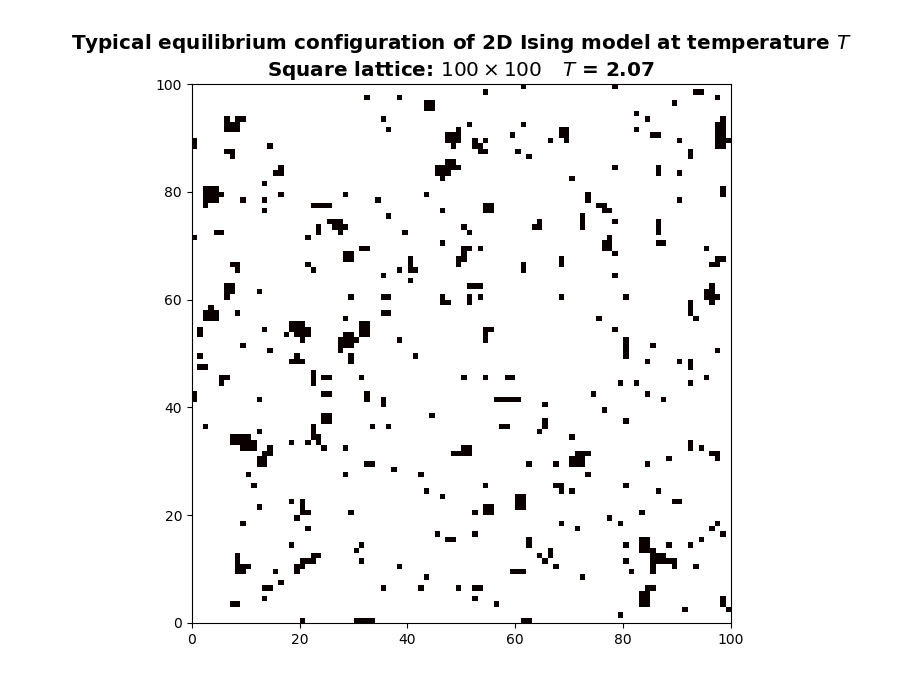 Typical equilibrium configuration of 2D Ising model at temperature T
Square lattice: 100 × 100 T = 2.07
100
80
60
40
20
0
0 20 40 60 80 100